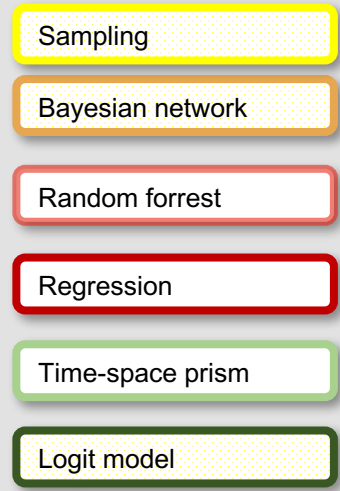 Sampling
Bayesian network
Random forrest
Regression
Time-space prism
Logit model